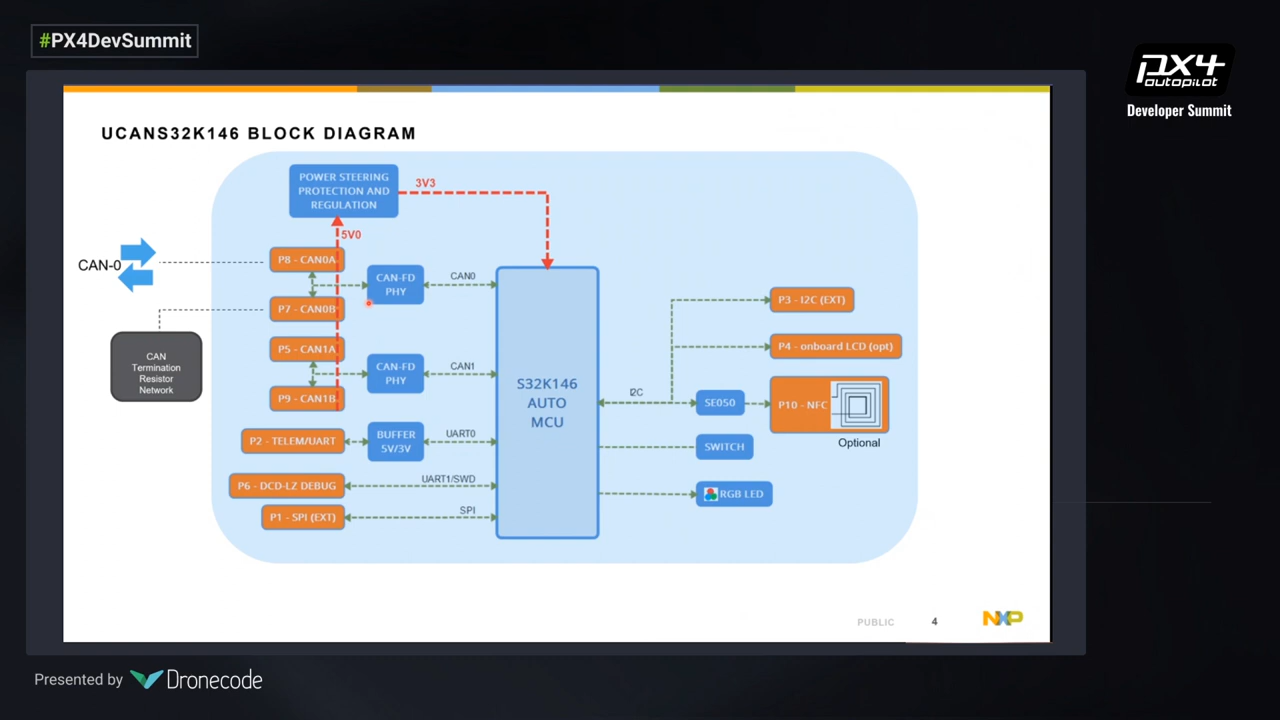 #PX4DevSummit
px4
autopilot
Developer Summit
UCANS32K146 BLOCK DIAGRAM
POWER STEERING
PROTECTION AND
REGULATION
3V3
5V0
CAN-0
P8 - CAN0A
P7 - CAN0B
CAN-FD
PHY
CAN0
CAN
Termination
Resistor
Network
P5 - CAN1A
P9 - CAN1B
CAN-FD
PHY
CAN1
P2 - TELEM/UART
BUFFER
5V/3V
UART0
P6 - DCD-LZ DEBUG
UART1/SWD
P1 - SPI (EXT)
SPI
S32K146
AUTO
MCU
I2C
P3 - I2C (EXT)
P4 - onboard LCD (opt)
SE050
P10 - NFC
Optional
SWITCH
RGB LED
PUBLIC
4
NXP
Presented by Dronecode